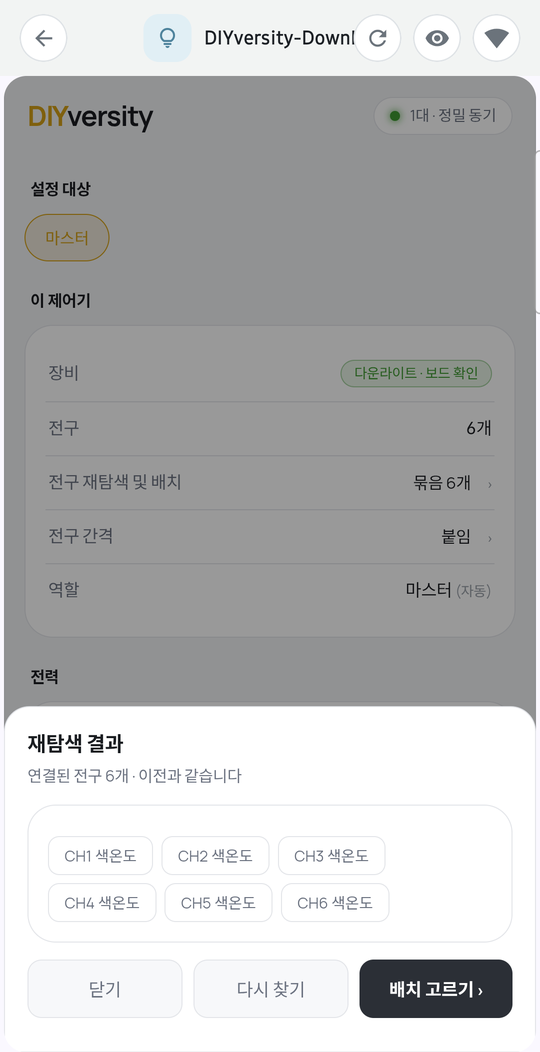 DIYversity-Down
DIYversity
1대 · 정밀 동기
설정 대상
마스터
이 제어기
장비
다운라이트 · 보드 확인
전구
6개
전구 재탐색 및 배치
묶음 6개 ›
전구 간격
붙임 ›
역할
마스터 (자동)
전력
재탐색 결과
연결된 전구 6개 · 이전과 같습니다
CH1 색온도
CH2 색온도
CH3 색온도
CH4 색온도
CH5 색온도
CH6 색온도
닫기
다시 찾기
배치 고르기 ›